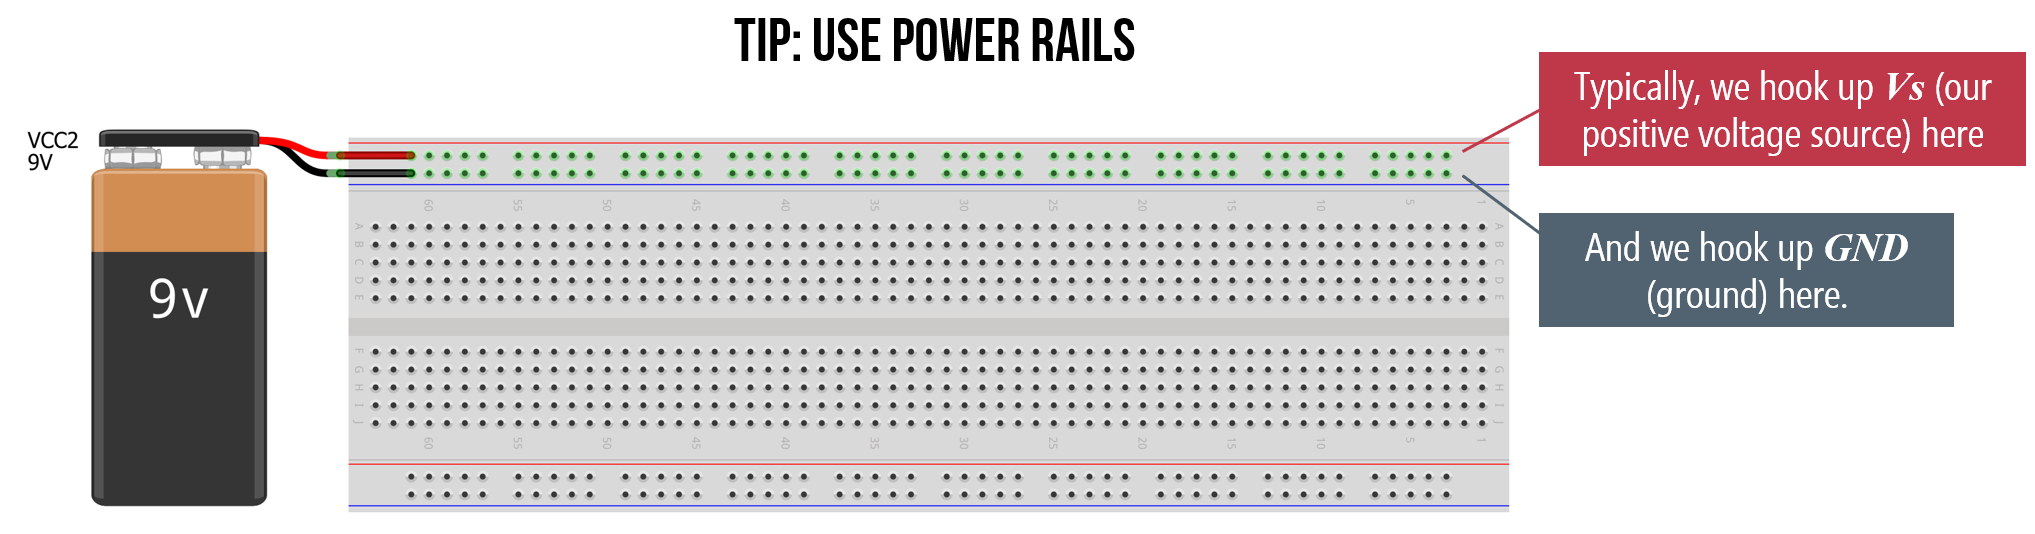 TIP: USE POWER RAILS
Typically, we hook up Vs (our
positive voltage source) here
VCC2
9V
And we hook up GND
(ground) here.
9v
60 55 50 45 40 35 30 25 20 15 10 5 1
A A
B B
C C
D D
E E
F F
G G
H H
I I
J J
60 55 50 45 40 35 30 25 20 15 10 5 1